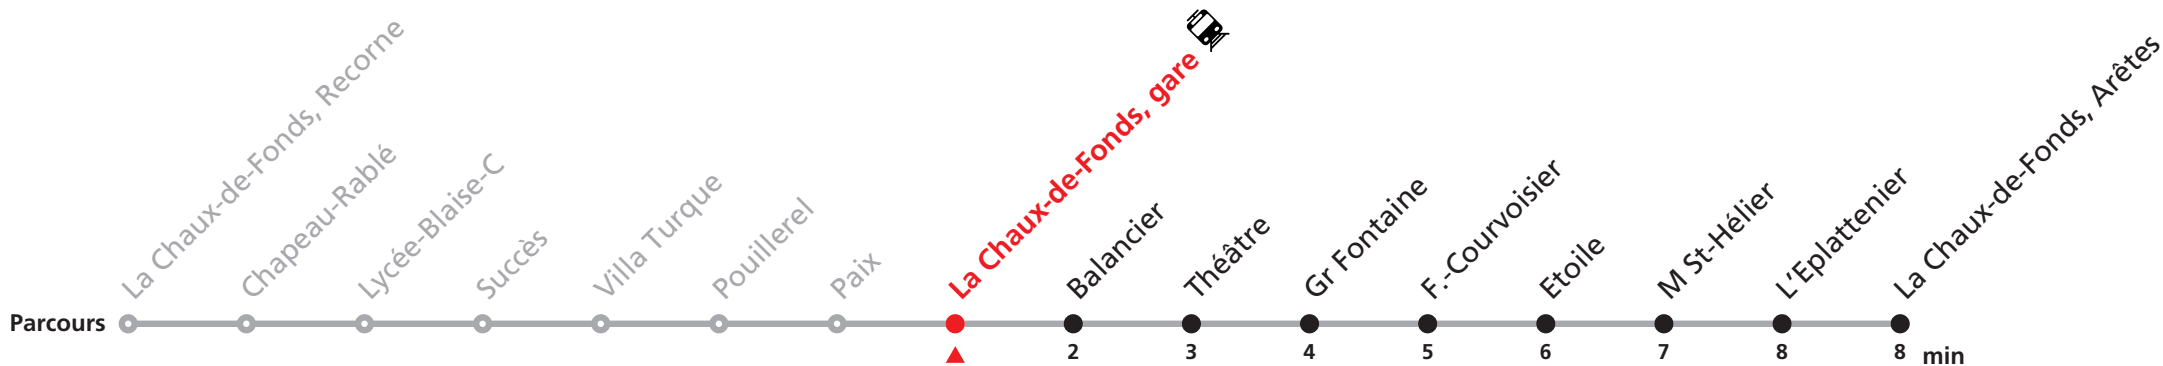 La Chaux-de-Fonds, Recorne
Chapeau-Rablé
Lycée-Blaise-C
Succès
Villa Turque
Pouillerel
Paix
La Chaux-de-Fonds, gare
Balancier
Théâtre
Gr Fontaine
F.-Courvoisier
Etoile
M St-Hélier
L'Eplattenier
La Chaux-de-Fonds, Arêtes
Parcours
2 3 4 5 6 7 8 8 min